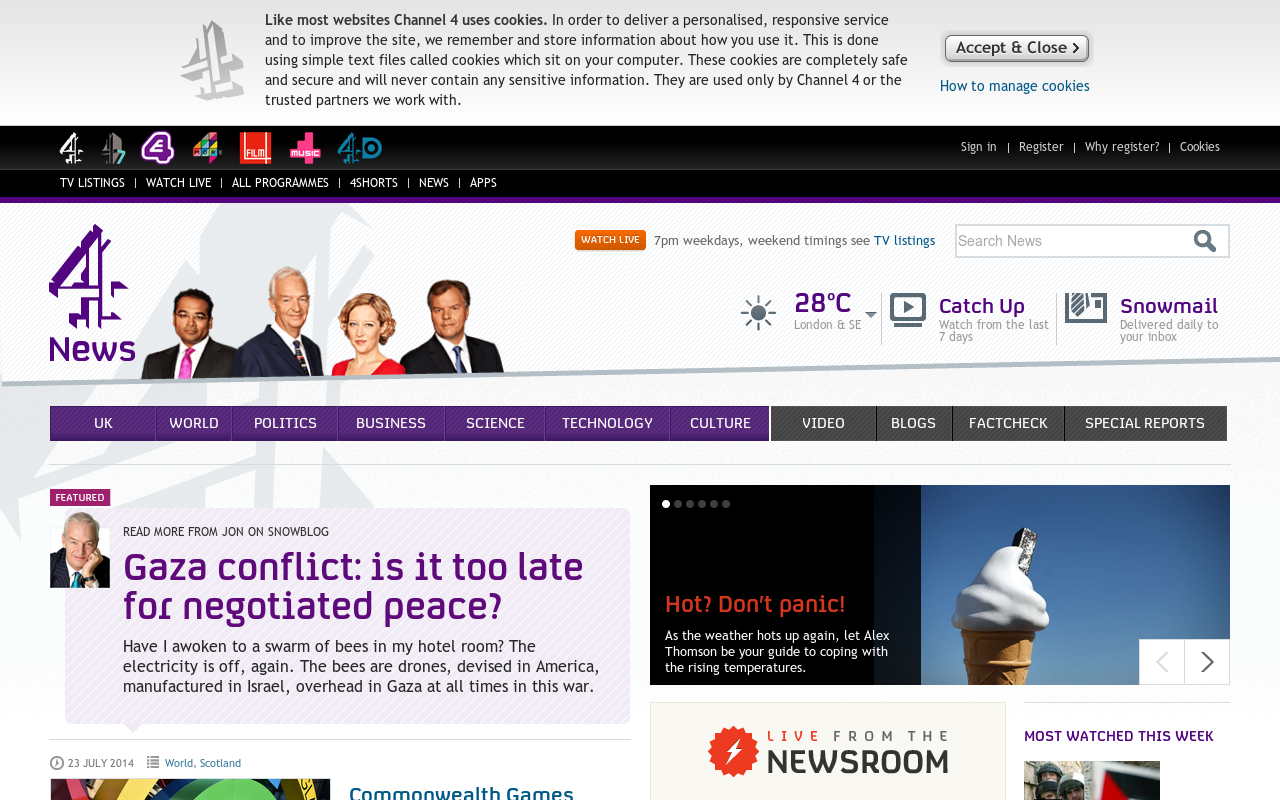 Like most websites Channel 4 uses cookies. In order to deliver a personalised, responsive service
and to improve the site, we remember and store information about how you use it. This is done
using simple text files called cookies which sit on your computer. These cookies are completely safe
and secure and will never contain any sensitive information. They are used only by Channel 4 or the
trusted partners we work with.
Accept & Close
How to manage cookies
4 7 4 4 MORE FILM MUSIC 4OD
Sign in | Register | Why register? | Cookies
TV LISTINGS | WATCH LIVE | ALL PROGRAMMES | 4SHORTS | NEWS | APPS
4
News
WATCH LIVE 7pm weekdays, weekend timings see TV listings
Search News
28°C
London & SE
Catch Up
Watch from the last
7 days
Snowmail
Delivered daily to
your inbox
UK WORLD POLITICS BUSINESS SCIENCE TECHNOLOGY CULTURE VIDEO BLOGS FACTCHECK SPECIAL REPORTS
FEATURED
READ MORE FROM JON ON SNOWBLOG
Gaza conflict: is it too late
for negotiated peace?
Have I awoken to a swarm of bees in my hotel room? The
electricity is off, again. The bees are drones, devised in America,
manufactured in Israel, overhead in Gaza at all times in this war.
23 JULY 2014 World, Scotland
Commonwealth Games
Hot? Don't panic!
As the weather hots up again, let Alex
Thomson be your guide to coping with
the rising temperatures.
LIVE FROM THE
NEWSROOM
MOST WATCHED THIS WEEK